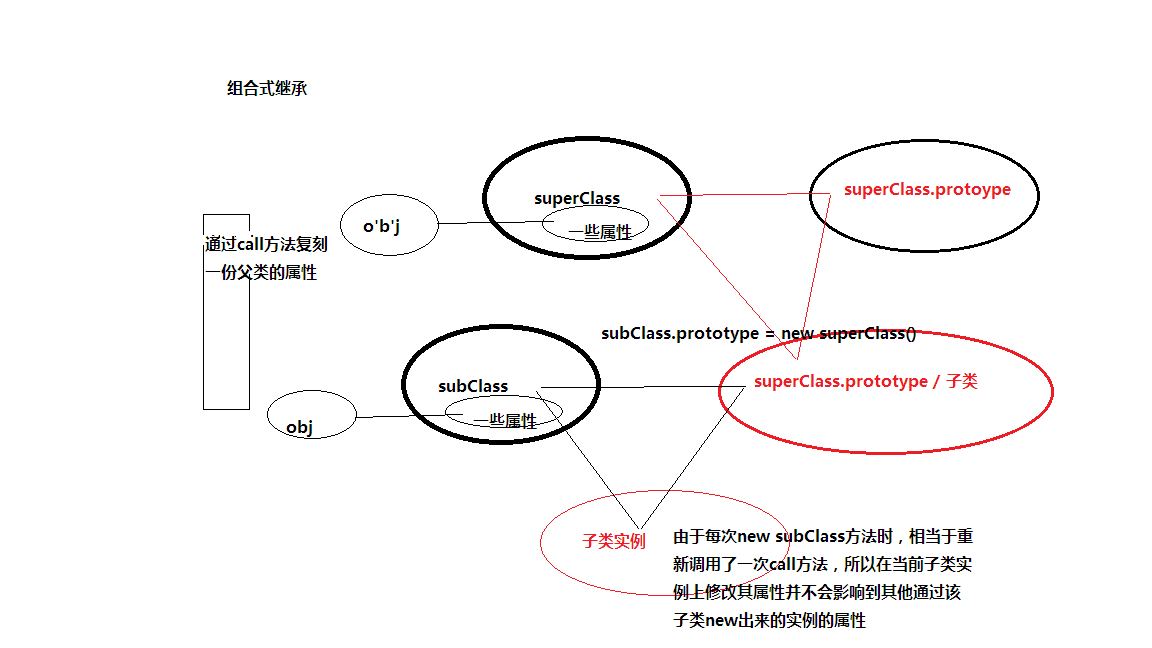 组合式继承
superClass
一些属性
superClass.protoype
o'b'j
通过call方法复刻
一份父类的属性
subClass.prototype = new superClass()
superClass.prototype / 子类
subClass
一些属性
obj
子类实例
由于每次new subClass方法时，相当于重
新调用了一次call方法，所以在当前子类实
例上修改其属性并不会影响到其他通过该
子类new出来的实例的属性